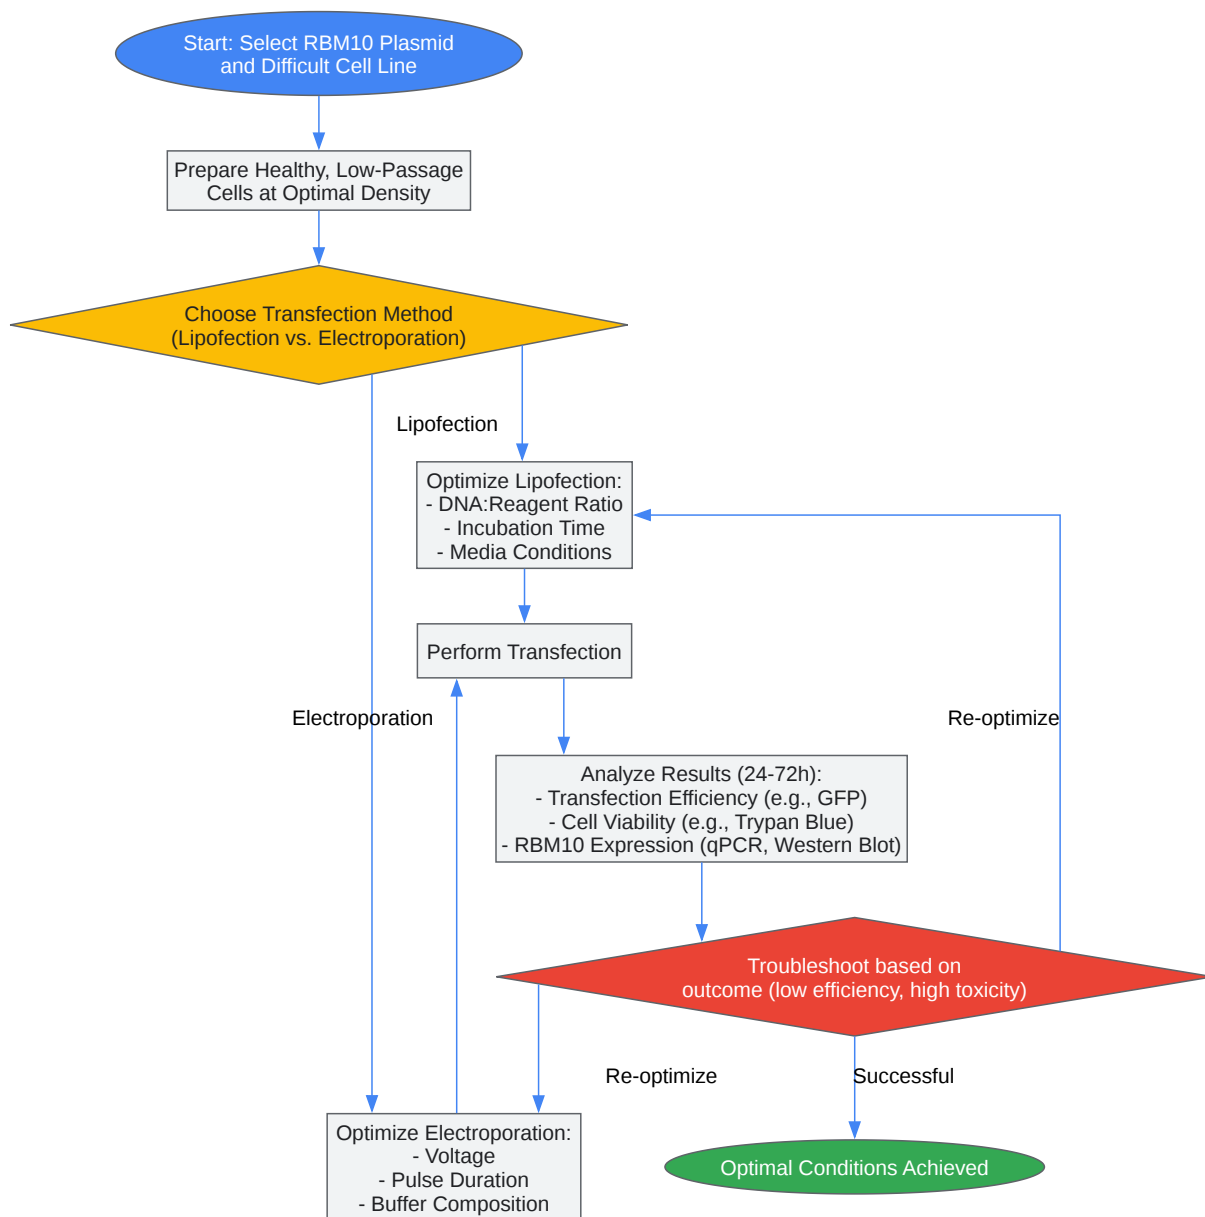 Start: Select RBM10 Plasmid
and Difficult Cell Line
Prepare Healthy, Low-Passage
Cells at Optimal Density
Choose Transfection Method
(Lipofection vs. Electroporation)
Lipofection
Optimize Lipofection:
- DNA:Reagent Ratio
- Incubation Time
- Media Conditions
Perform Transfection
Electroporation
Re-optimize
Analyze Results (24-72h):
- Transfection Efficiency (e.g., GFP)
- Cell Viability (e.g., Trypan Blue)
- RBM10 Expression (qPCR, Western Blot)
Troubleshoot based on
outcome (low efficiency, high toxicity)
Re-optimize
Successful
Optimize Electroporation:
- Voltage
- Pulse Duration
- Buffer Composition
Optimal Conditions Achieved